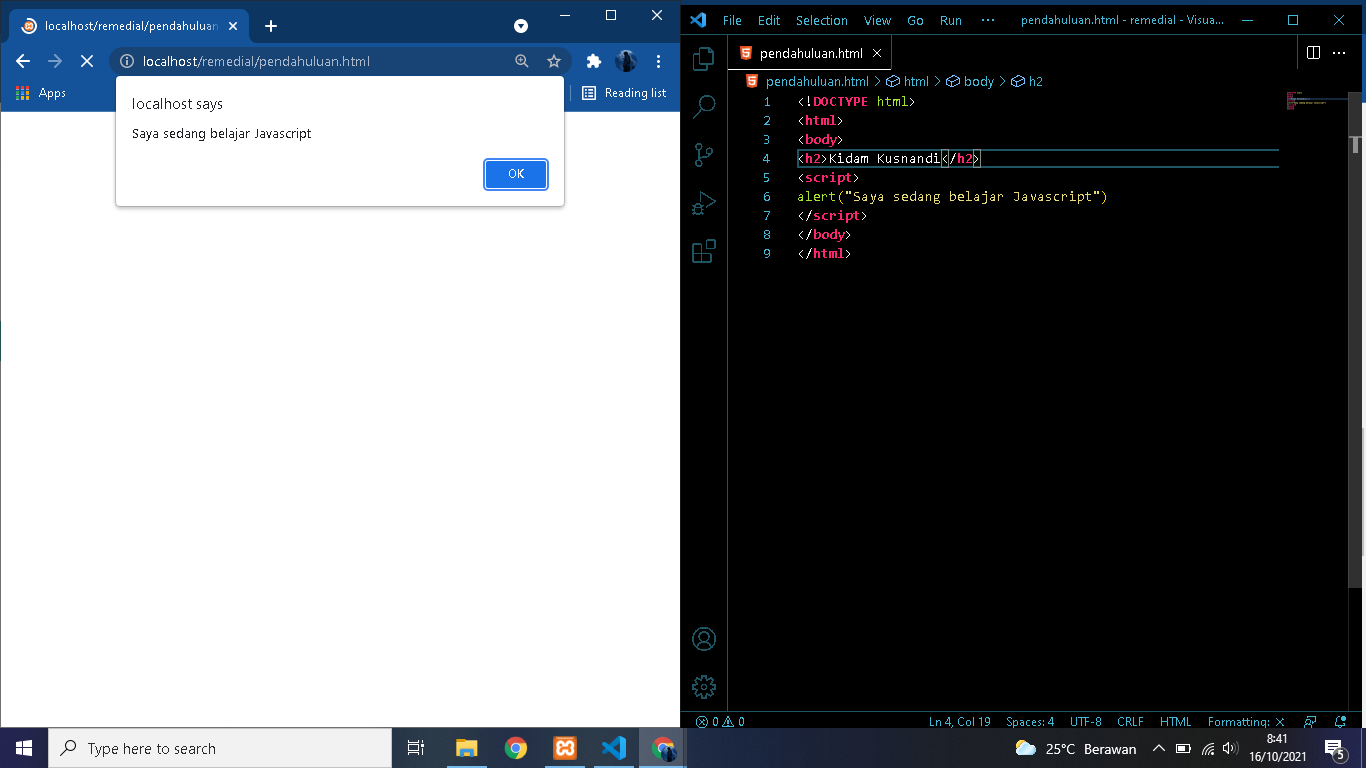 localhost/remedial/pendahuluan
localhost/remedial/pendahuluan.html
Apps
Reading list
localhost says
Saya sedang belajar Javascript
OK
File Edit Selection View Go Run ··· pendahuluan.html - remedial - Visua...
pendahuluan.html
pendahuluan.html > html > body > h2
1 <!DOCTYPE html>
2 <html>
3 <body>
4 <h2>Kidam Kusnandi</h2>
5 <script>
6 alert("Saya sedang belajar Javascript")
7 </script>
8 </body>
9 </html>
0 0 Ln 4, Col 19 Spaces: 4 UTF-8 CRLF HTML Formatting: ×
Type here to search
25°C Berawan
8:41
16/10/2021
5